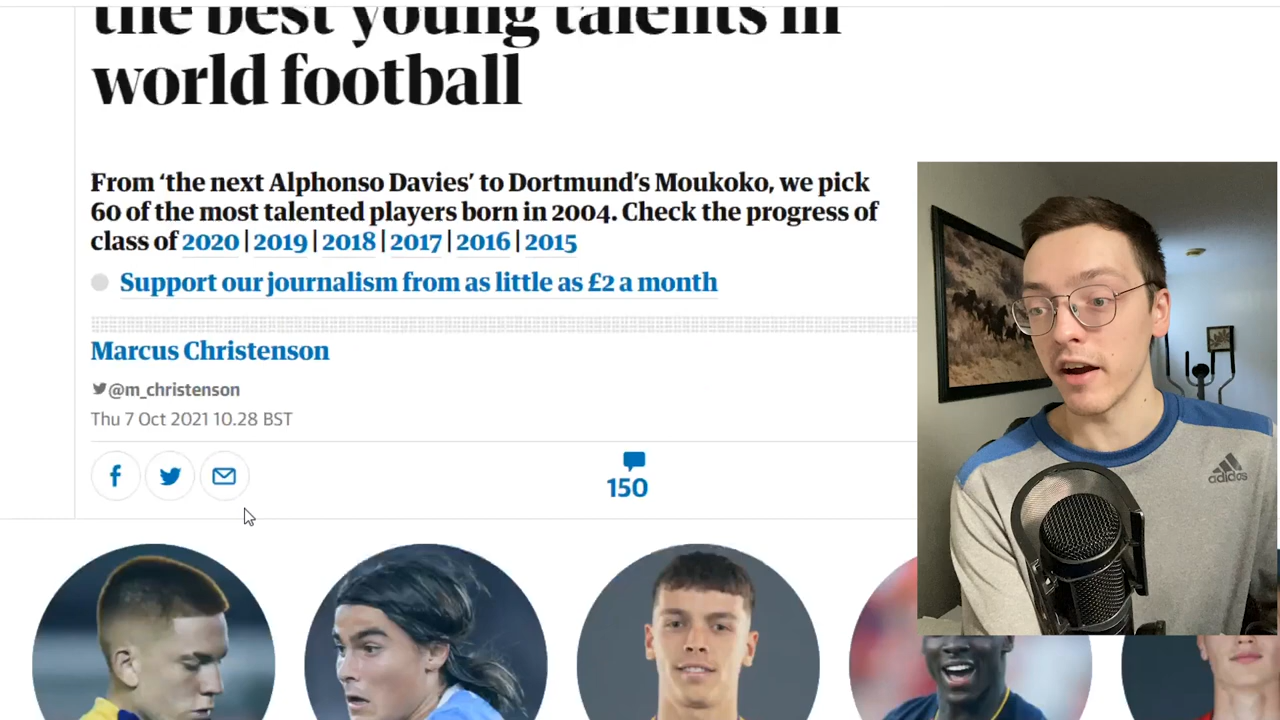 the best young talents in
world football
From ‘the next Alphonso Davies’ to Dortmund’s Moukoko, we pick
60 of the most talented players born in 2004. Check the progress of
class of 2020 | 2019 | 2018 | 2017 | 2016 | 2015
Support our journalism from as little as £2 a month
Marcus Christenson
@m_christenson
Thu 7 Oct 2021 10.28 BST
150
adidas